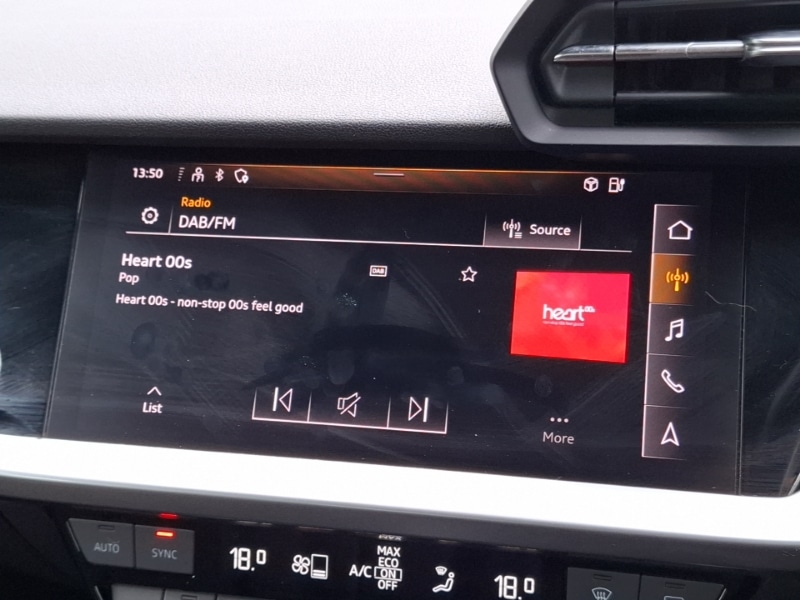 13:50
Radio
DAB/FM
Source
Heart 00s
DAB
Pop
Heart 00s - non-stop 00s feel good
heart 00s
List
More
AUTO
SYNC
18.0
A/C
MAX
ECO
ON
OFF
18.0